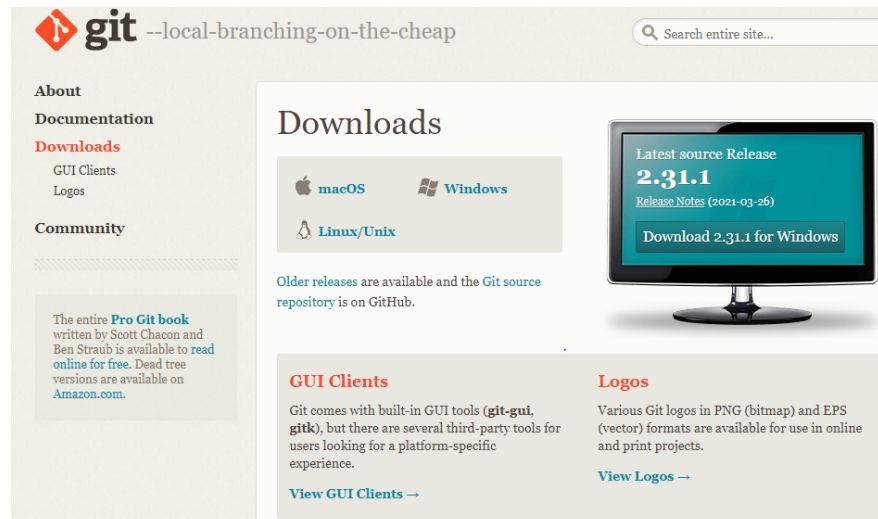 git --local-branching-on-the-cheap
Search entire site...
About
Documentation
Downloads
GUI Clients
Logos
Community
The entire Pro Git book
written by Scott Chacon and
Ben Straub is available to read
online for free. Dead tree
versions are available on
Amazon.com.
Downloads
macOS
Windows
Linux/Unix
Older releases are available and the Git source
repository is on GitHub.
Latest source Release
2.31.1
Release Notes (2021-03-26)
Download 2.31.1 for Windows
GUI Clients
Git comes with built-in GUI tools (git-gui,
gitk), but there are several third-party tools for
users looking for a platform-specific
experience.
View GUI Clients →
Logos
Various Git logos in PNG (bitmap) and EPS
(vector) formats are available for use in online
and print projects.
View Logos →